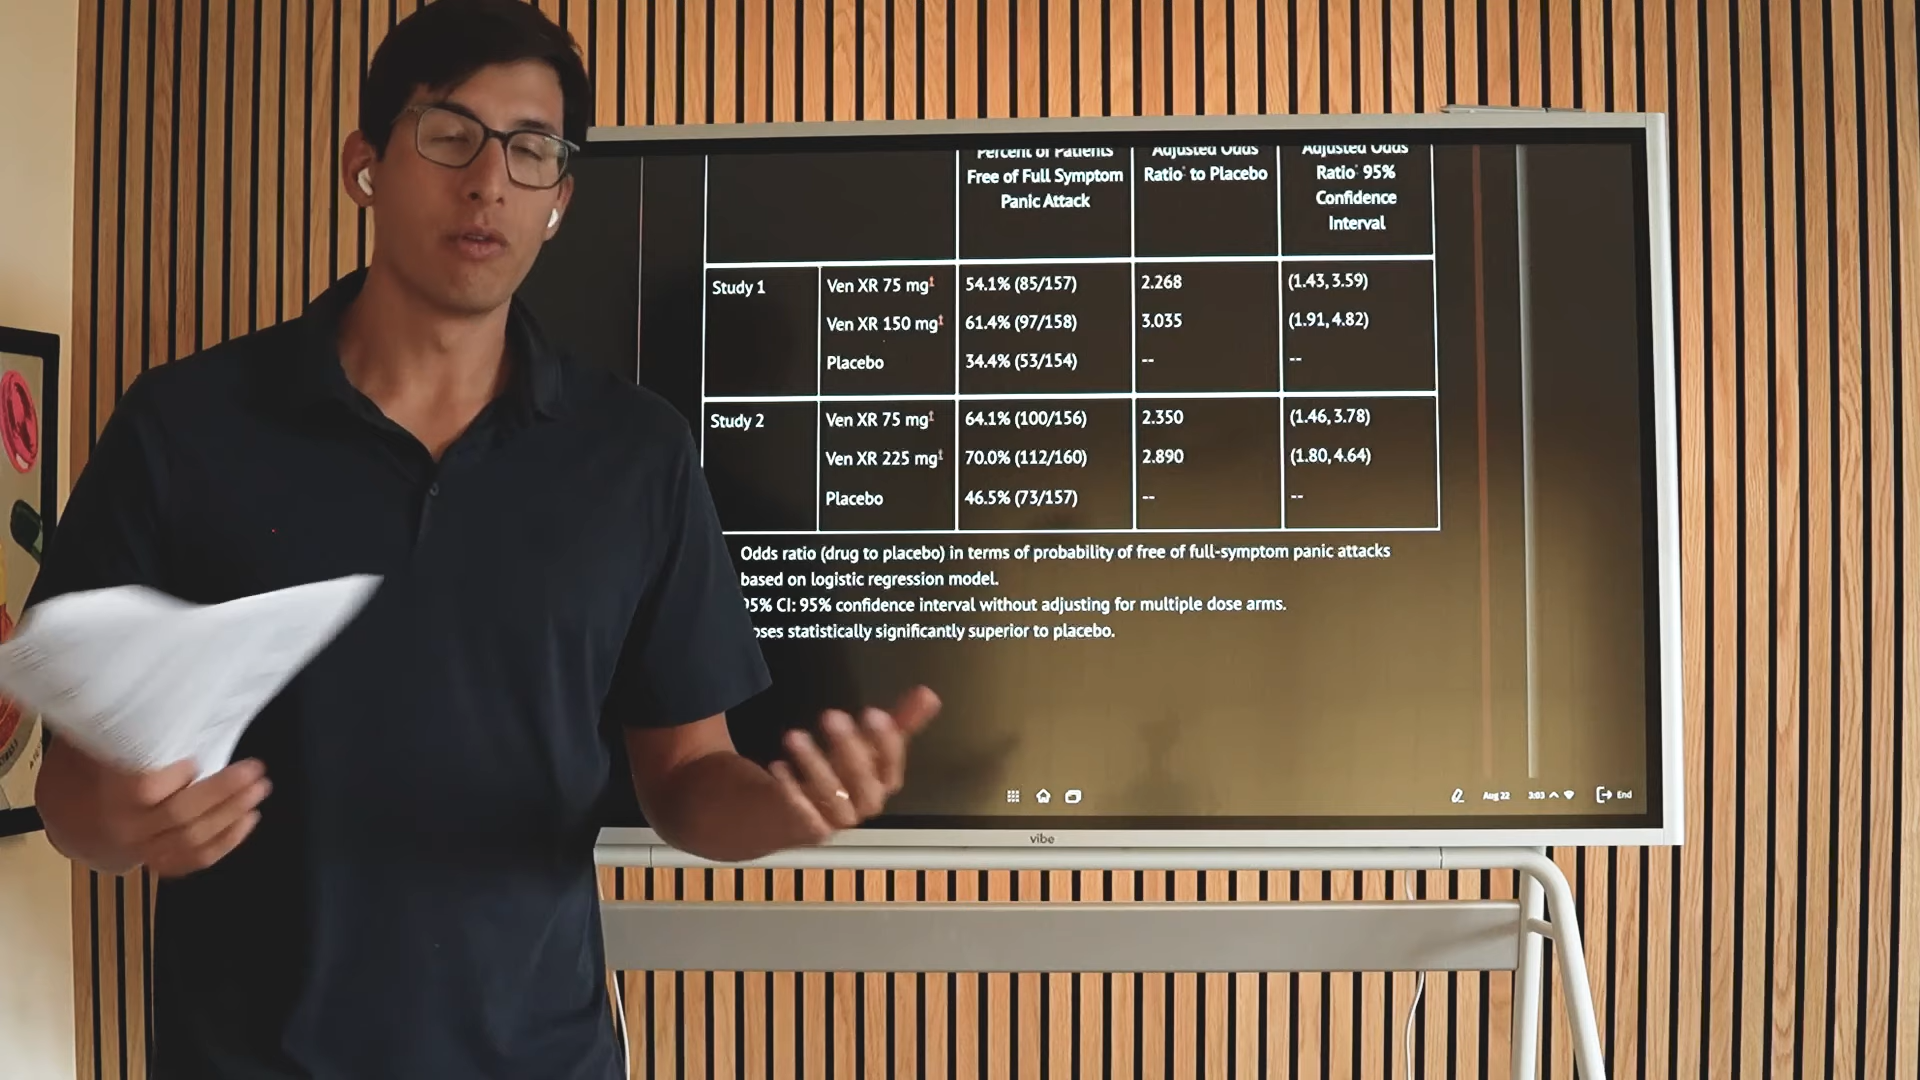 Percent of Patients
Free of Full Symptom
Panic Attack
Adjusted Odds
Ratio* to Placebo
Adjusted Odds
Ratio* 95%
Confidence
Interval
Study 1
Ven XR 75 mg‡ 54.1% (85/157) 2.268 (1.43, 3.59)
Ven XR 150 mg‡ 61.4% (97/158) 3.035 (1.91, 4.82)
Placebo 34.4% (53/154) -- --
Study 2
Ven XR 75 mg‡ 64.1% (100/156) 2.350 (1.46, 3.78)
Ven XR 225 mg‡ 70.0% (112/160) 2.890 (1.80, 4.64)
Placebo 46.5% (73/157) -- --
Odds ratio (drug to placebo) in terms of probability of free of full-symptom panic attacks
based on logistic regression model.
95% CI: 95% confidence interval without adjusting for multiple dose arms.
oses statistically significantly superior to placebo.
Aug 22 3:03 End
vibe